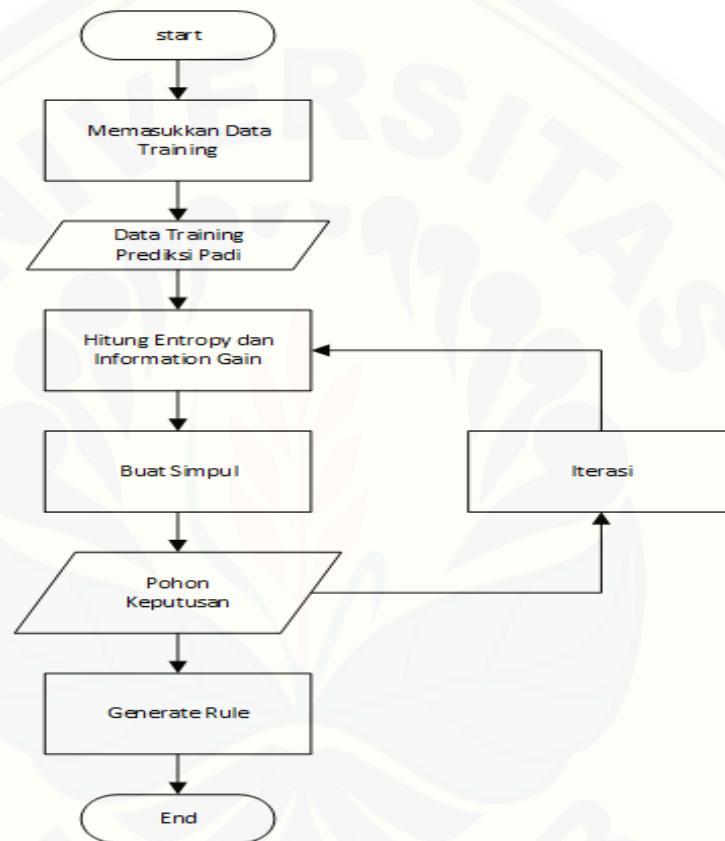 UNIVERSITAS
start
Memasukkan Data
Training
Data Training
Prediksi Padi
Hitung Entropy dan
Information Gain
Buat Simpul
Iterasi
Pohon
Keputusan
Generate Rule
End